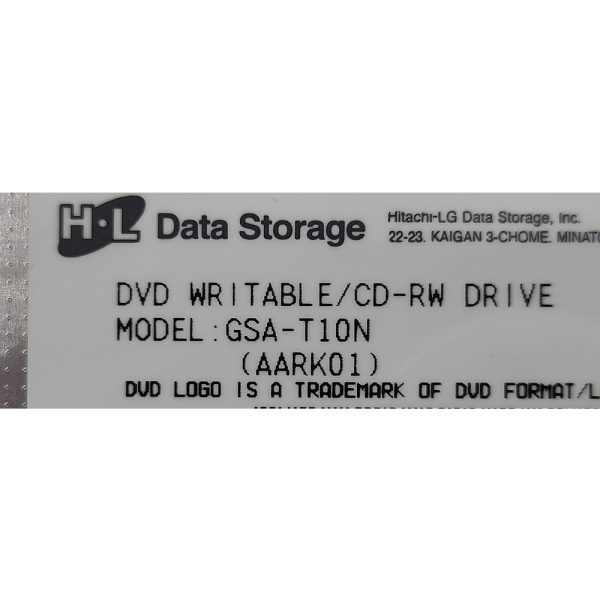 H·L Data Storage
Hitachi-LG Data Storage, Inc.
22-23. KAIGAN 3-CHOME. MINATO
DVD WRITABLE/CD-RW DRIVE
MODEL:GSA-T10N
(AARK01)
DVD LOGO IS A TRADEMARK OF DVD FORMAT/L